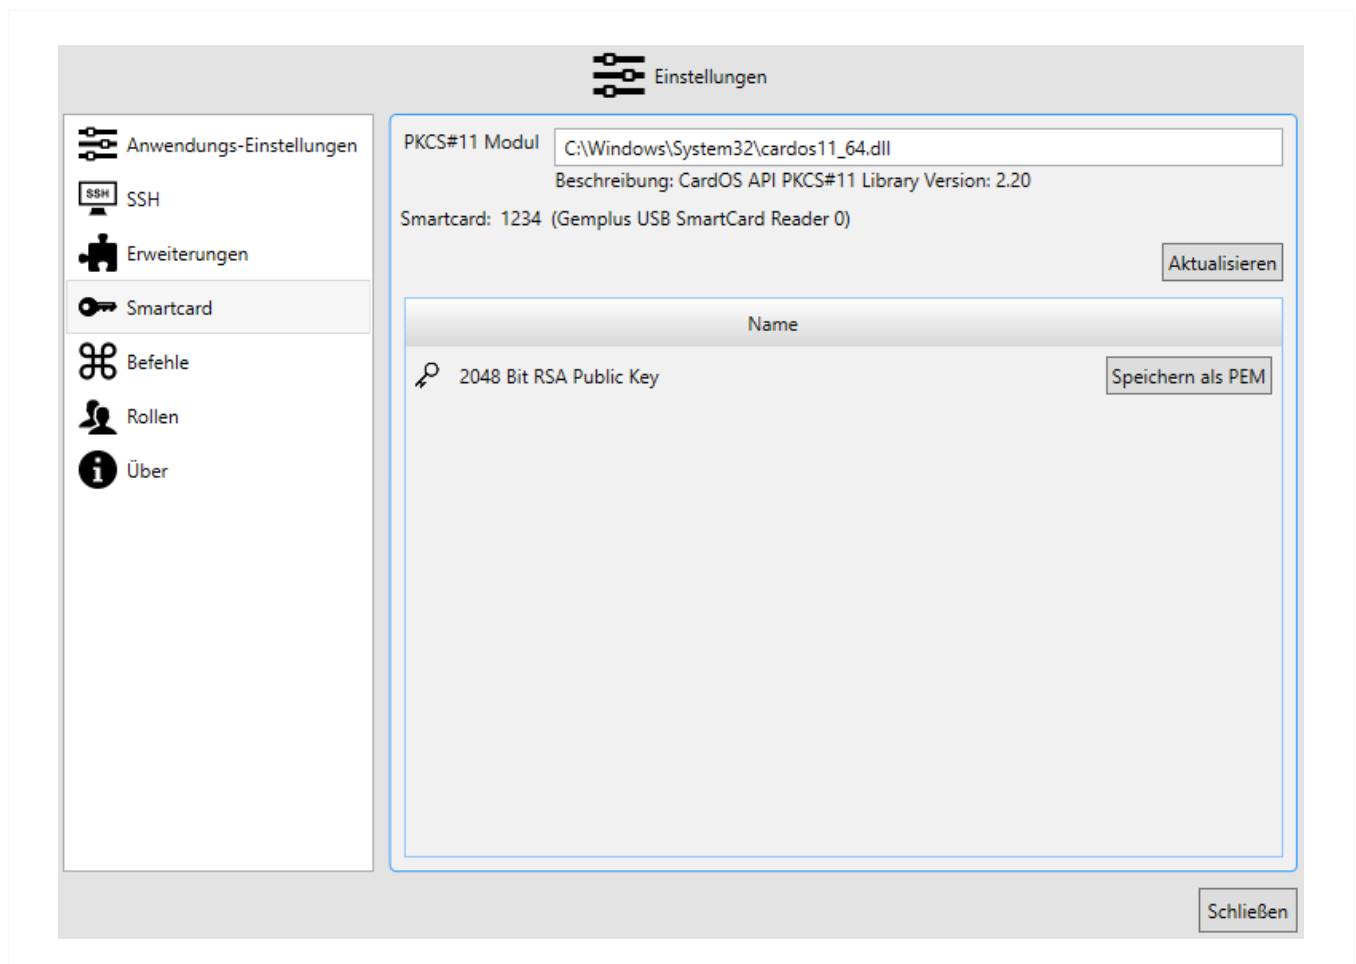 Einstellungen
Anwendungs-Einstellungen
SSH
SSH
Erweiterungen
Smartcard
Befehle
Rollen
Über
PKCS#11 Modul C:\Windows\System32\cardos11_64.dll
Beschreibung: CardOS API PKCS#11 Library Version: 2.20
Smartcard: 1234 (Gemplus USB SmartCard Reader 0)
Aktualisieren
Name
2048 Bit RSA Public Key Speichern als PEM
Schließen